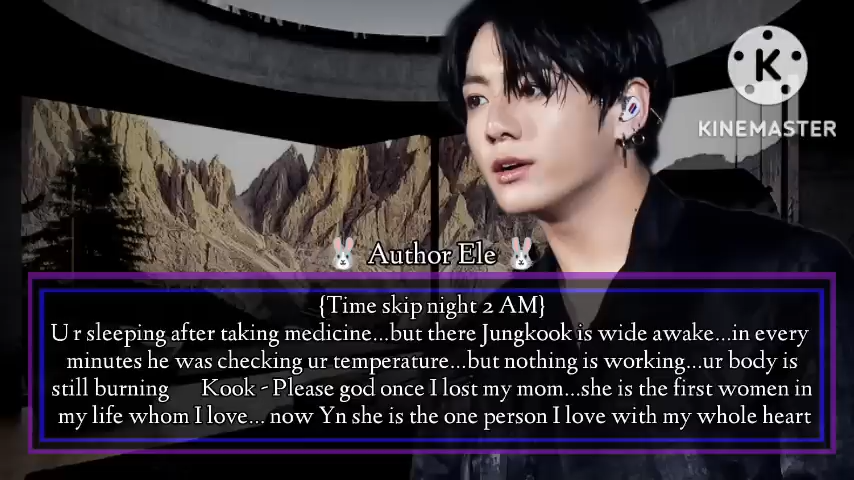 KINEMASTER
Author Ele
{Time skip night 2 AM}
U r sleeping after taking medicine...but there Jungkook is wide awake...in every
minutes he was checking ur temperature...but nothing is working...ur body is
still burning Kook - Please god once I lost my mom...she is the first women in
my life whom I love... now Yn she is the one person I love with my whole heart